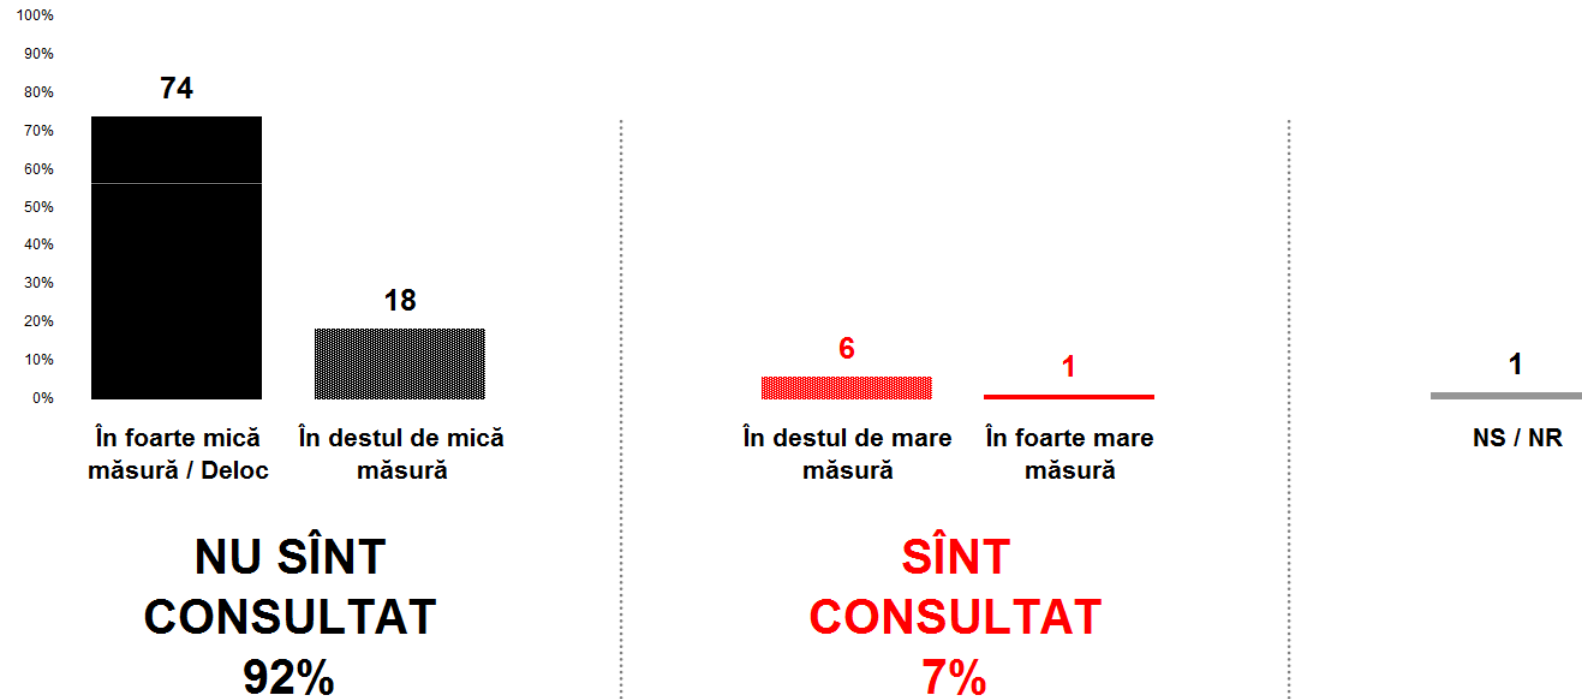 100%
90%
80%
70%
60%
50%
40%
30%
20%
10%
0%
74
18
6
1
1
În foarte mică
măsură / Deloc
În destul de mică
măsură
În destul de mare
măsură
În foarte mare
măsură
NS / NR
NU SÎNT
CONSULTAT
92%
SÎNT
CONSULTAT
7%